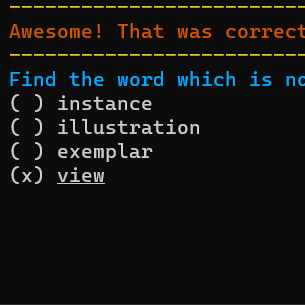 Awesome! That was correct
Find the word which is no
( ) instance
( ) illustration
( ) exemplar
(x) view